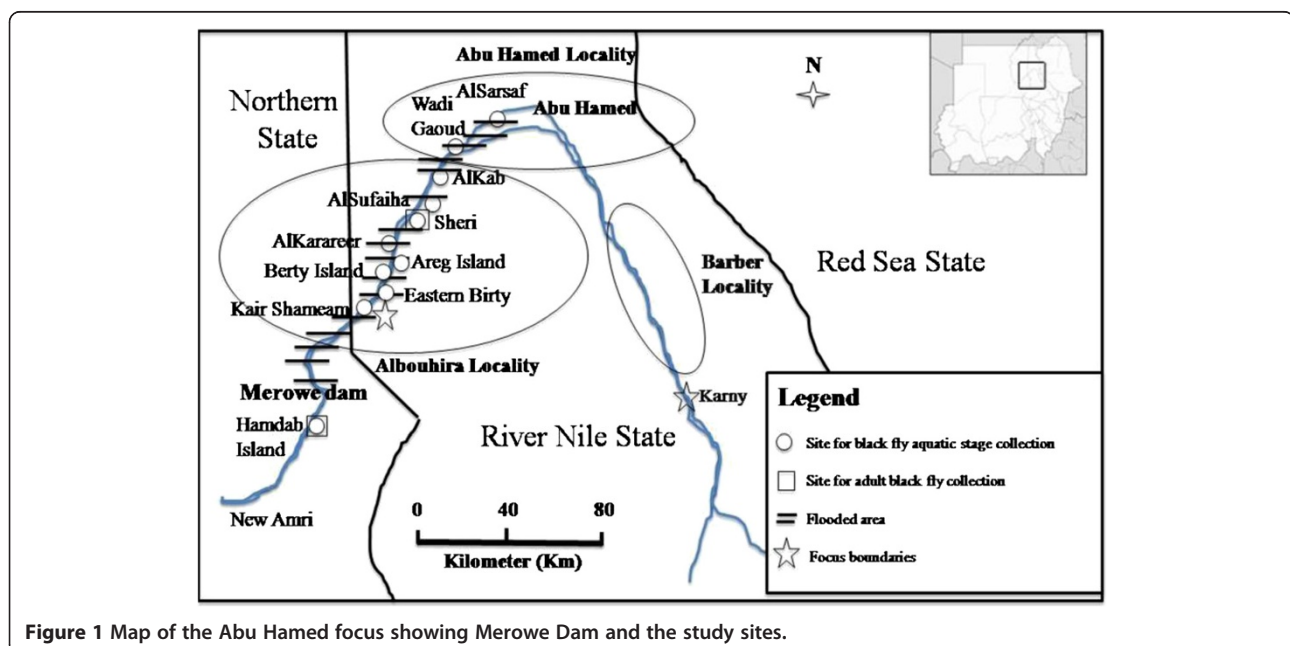 Abu Hamed Locality
N
Northern
State
AlSarsaf
Wadi
Gaoud
Abu Hamed
AlKab
AlSufaiha
Sheri
AlKarareer
Areg Island
Berty Island
Eastern Birty
Kair Shameam
Barber
Locality
Red Sea State
Albouhira Locality
Merowe dam
Hamdab
Island
Karny
River Nile State
New Amri
0 40 80
Kilometer (Km)
Legend
Site for black fly aquatic stage collection
Site for adult black fly collection
Flooded area
Focus boundaries
Figure 1 Map of the Abu Hamed focus showing Merowe Dam and the study sites.